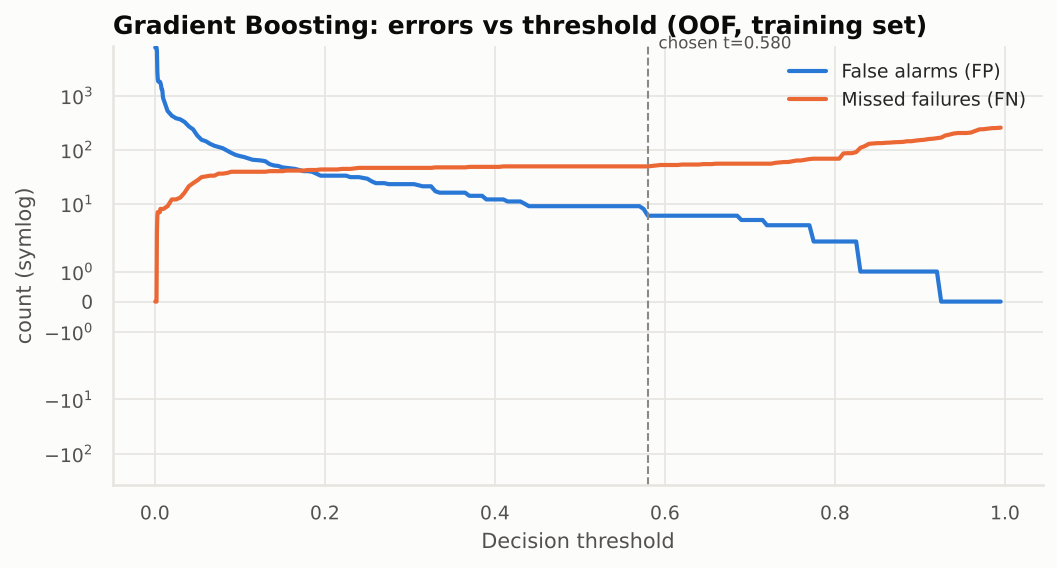 Gradient Boosting: errors vs threshold (OOF, training set)
chosen t=0.580
False alarms (FP)
Missed failures (FN)
count (symlog)
10³
10²
10¹
10⁰
0
−10⁰
−10¹
−10²
0.0 0.2 0.4 0.6 0.8 1.0
Decision threshold